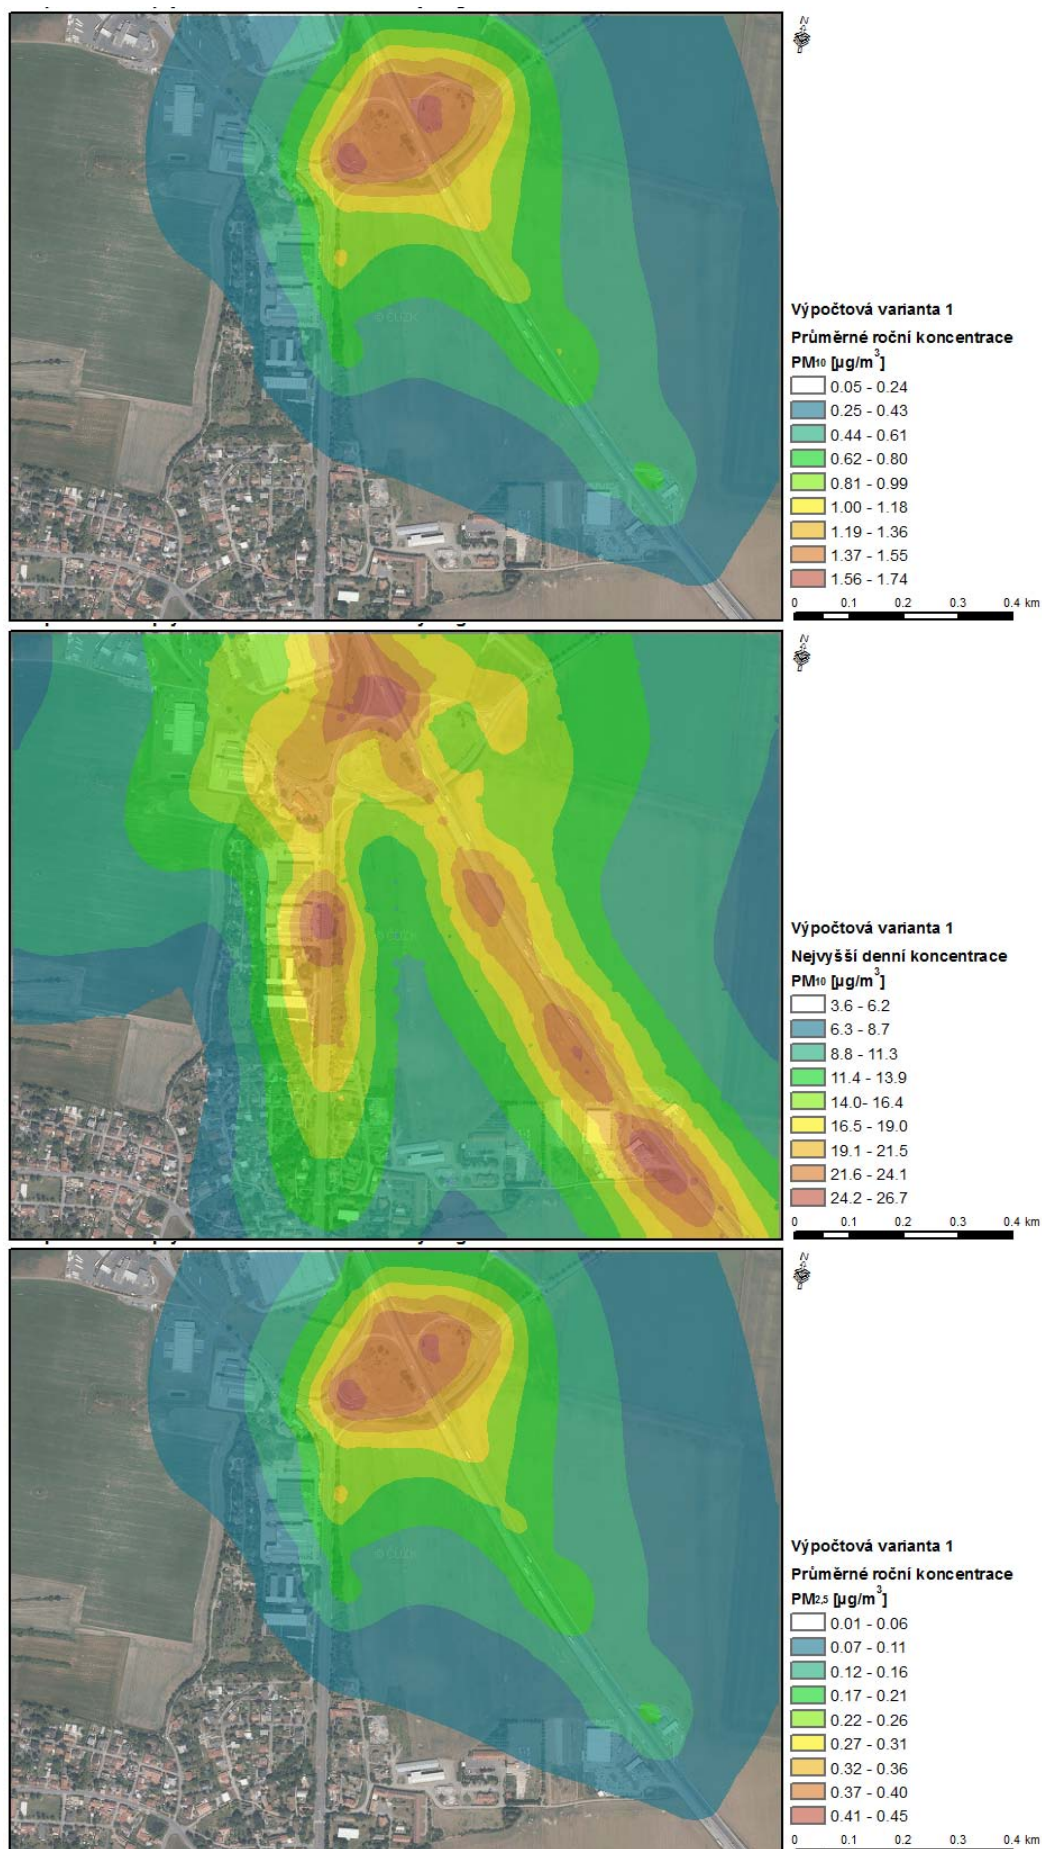 N
Výpočtová varianta 1
Průměrné roční koncentrace
PM10 [µg/m3]
0.05 - 0.24
0.25 - 0.43
0.44 - 0.61
0.62 - 0.80
0.81 - 0.99
1.00 - 1.18
1.19 - 1.36
1.37 - 1.55
1.56 - 1.74
0 0.1 0.2 0.3 0.4 km
© ČÚZK
N
Výpočtová varianta 1
Nejvyšší denní koncentrace
PM10 [µg/m3]
3.6 - 6.2
6.3 - 8.7
8.8 - 11.3
11.4 - 13.9
14.0- 16.4
16.5 - 19.0
19.1 - 21.5
21.6 - 24.1
24.2 - 26.7
0 0.1 0.2 0.3 0.4 km
© ČÚZK
N
Výpočtová varianta 1
Průměrné roční koncentrace
PM2,5 [µg/m3]
0.01 - 0.06
0.07 - 0.11
0.12 - 0.16
0.17 - 0.21
0.22 - 0.26
0.27 - 0.31
0.32 - 0.36
0.37 - 0.40
0.41 - 0.45
0 0.1 0.2 0.3 0.4 km
© ČÚZK